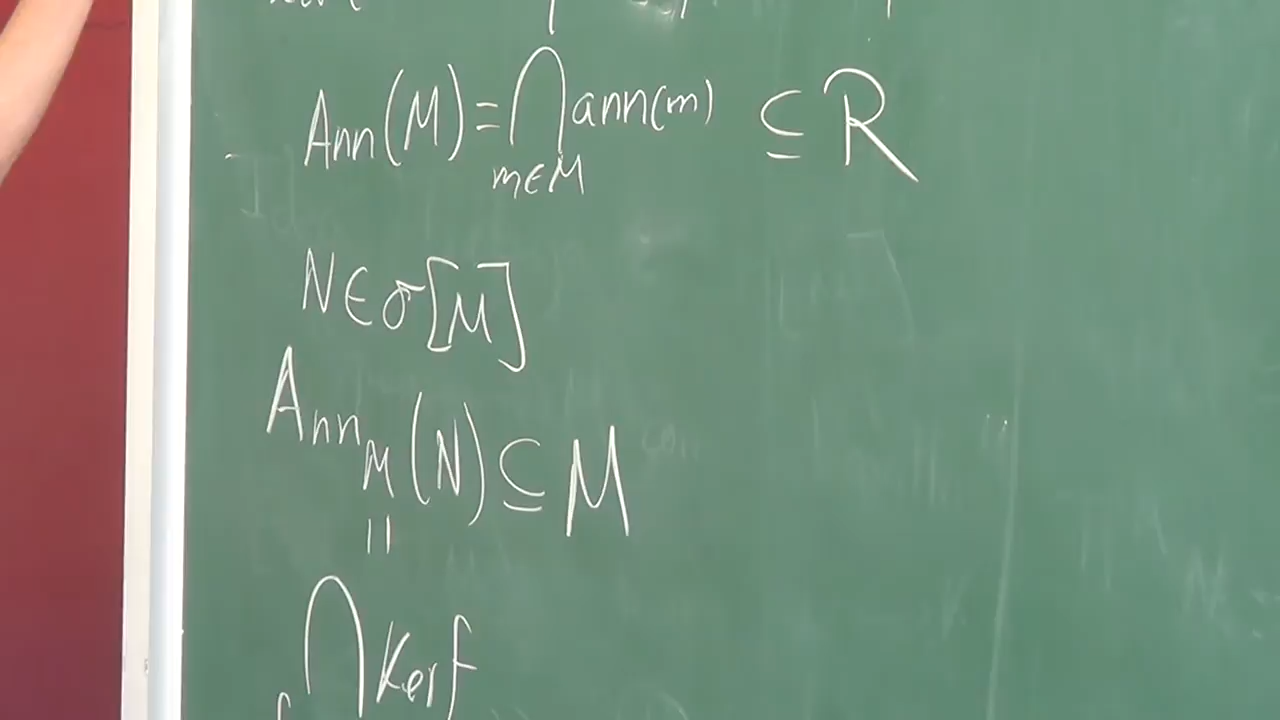 Ann(M) = ⋂ ann(m) ⊆ R
m∈M
N∈σ[M]
Ann_M(N) ⊆ M
||
⋂ Ker f
f